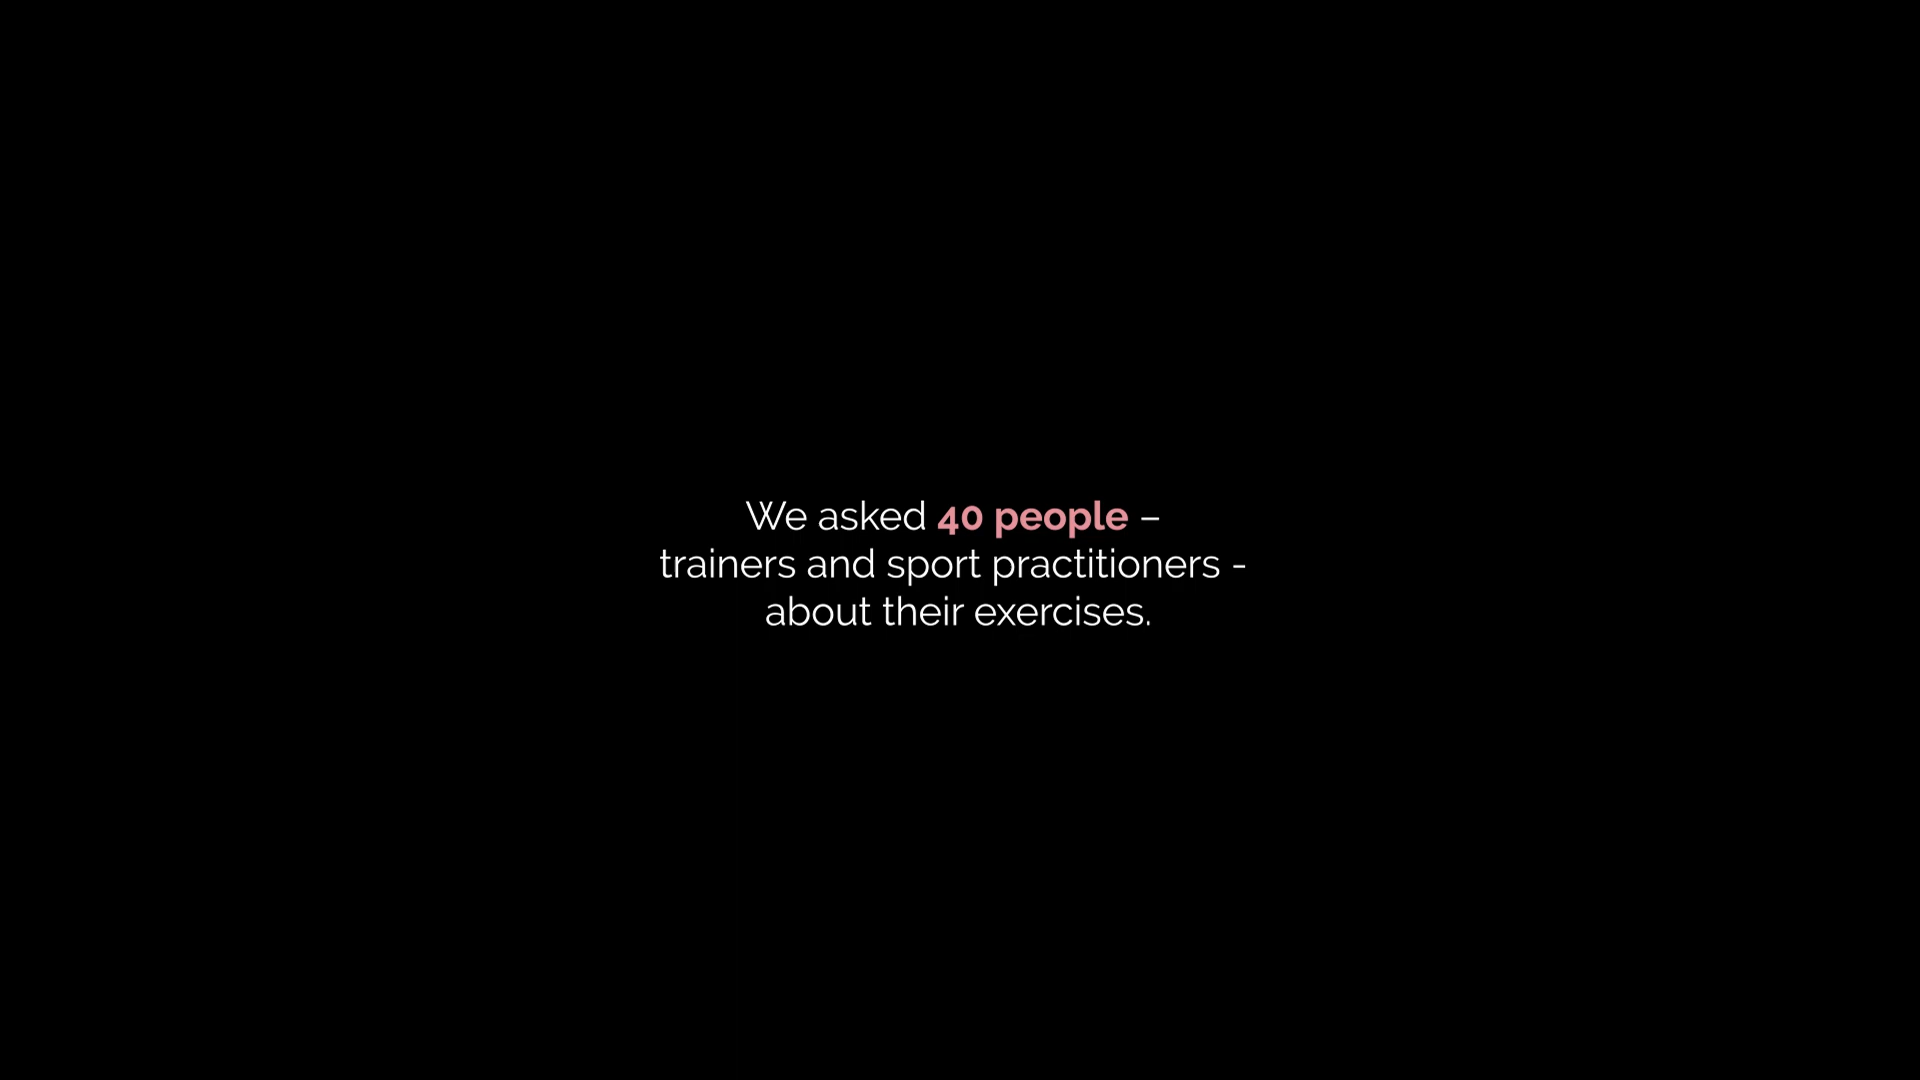 We asked 40 people –
trainers and sport practitioners -
about their exercises.